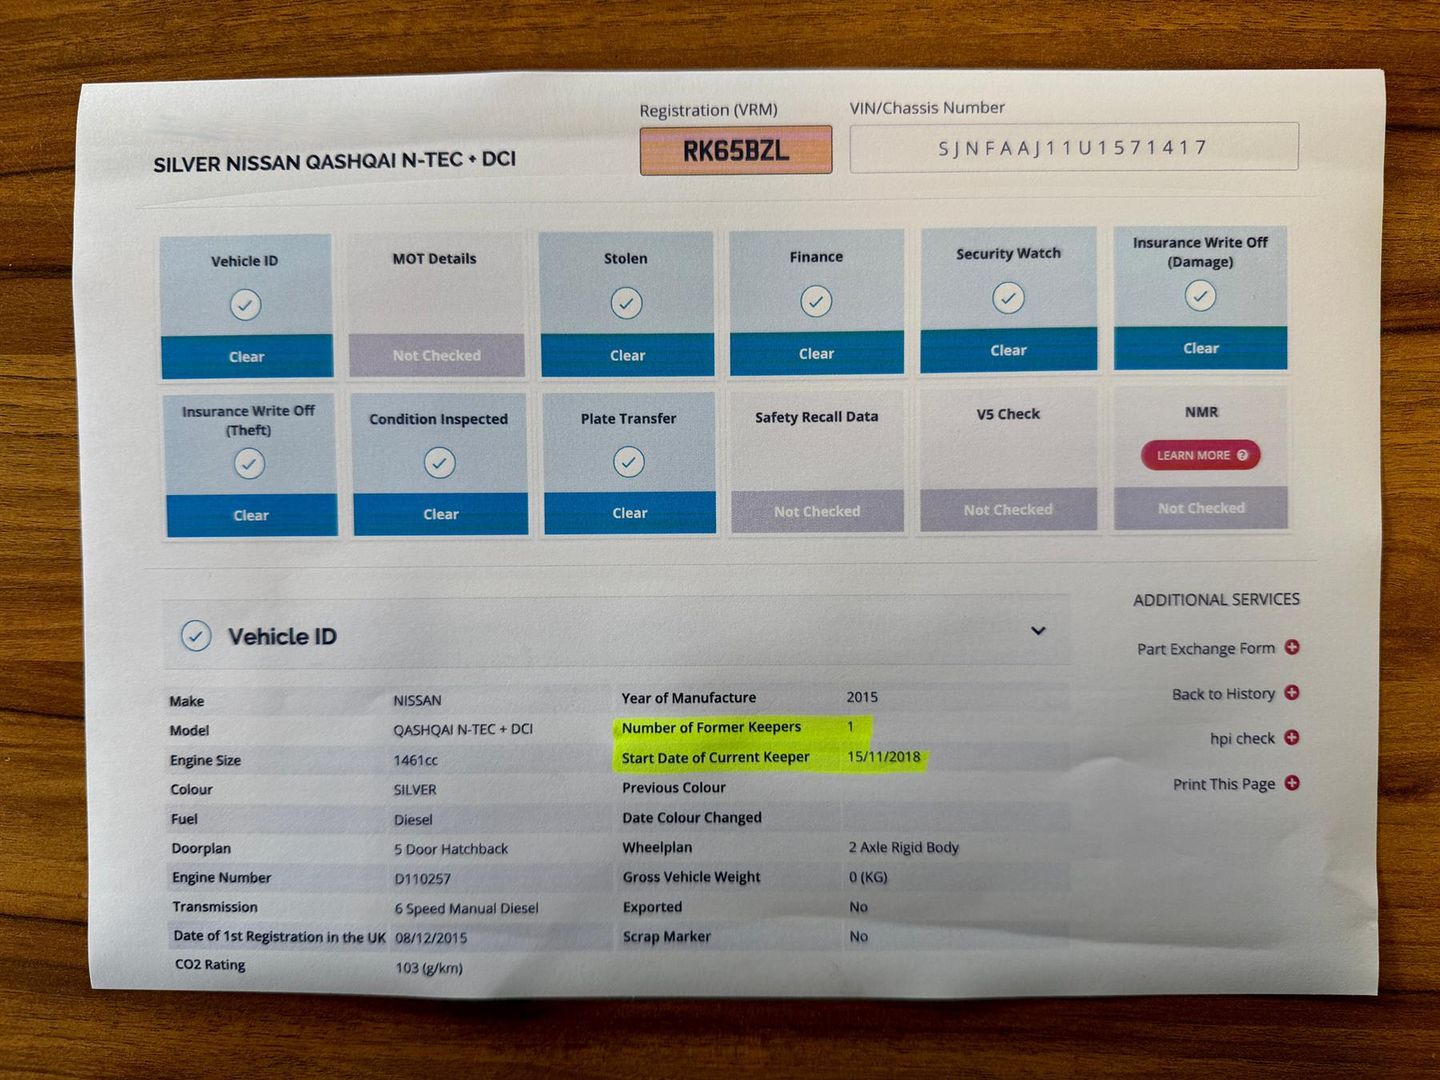 Registration (VRM)
VIN/Chassis Number
SILVER NISSAN QASHQAI N-TEC + DCI
RK65BZL
SJNFAAJ11U1571417
Vehicle ID
MOT Details
Stolen
Finance
Security Watch
Insurance Write Off
(Damage)
Clear
Not Checked
Clear
Clear
Clear
Clear
Insurance Write Off
(Theft)
Condition Inspected
Plate Transfer
Safety Recall Data
V5 Check
NMR
LEARN MORE ?
Clear
Clear
Clear
Not Checked
Not Checked
Not Checked
Vehicle ID
Make NISSAN
Model QASHQAI N-TEC + DCI
Engine Size 1461cc
Colour SILVER
Fuel Diesel
Doorplan 5 Door Hatchback
Engine Number D110257
Transmission 6 Speed Manual Diesel
Date of 1st Registration in the UK 08/12/2015
CO2 Rating 103 (g/km)
Year of Manufacture 2015
Number of Former Keepers 1
Start Date of Current Keeper 15/11/2018
Previous Colour
Date Colour Changed
Wheelplan 2 Axle Rigid Body
Gross Vehicle Weight 0 (KG)
Exported No
Scrap Marker No
ADDITIONAL SERVICES
Part Exchange Form
Back to History
hpi check
Print This Page